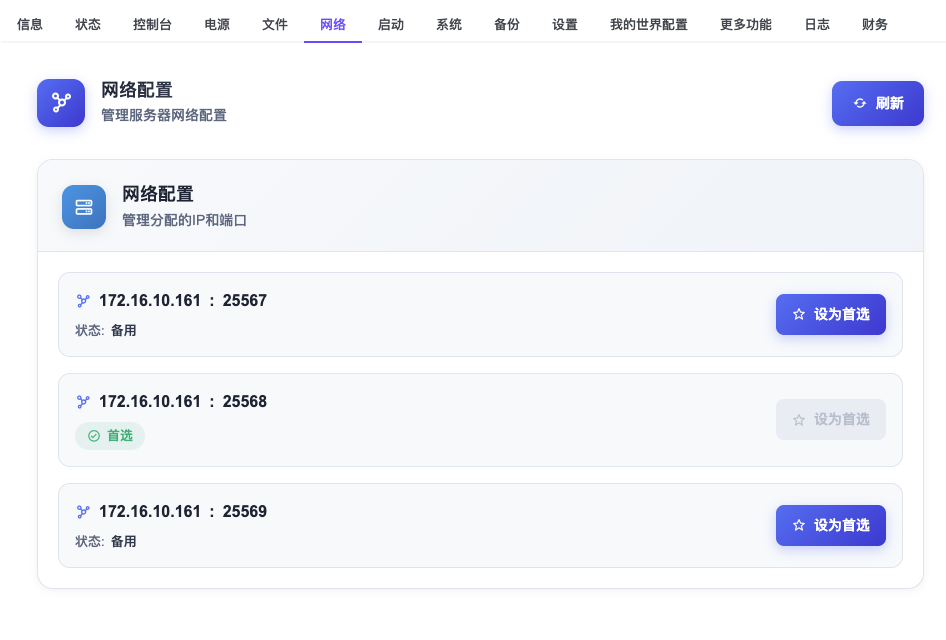 信息 状态 控制台 电源 文件 网络 启动 系统 备份 设置 我的世界配置 更多功能 日志 财务
网络配置
管理服务器网络配置
刷新
网络配置
管理分配的IP和端口
172.16.10.161 : 25567
状态: 备用
设为首选
172.16.10.161 : 25568
首选
设为首选
172.16.10.161 : 25569
状态: 备用
设为首选